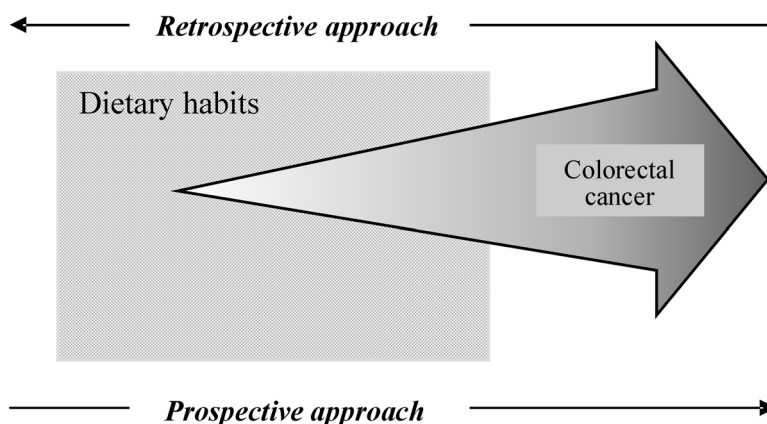 Retrospective approach
Dietary habits
Colorectal
cancer
Prospective approach